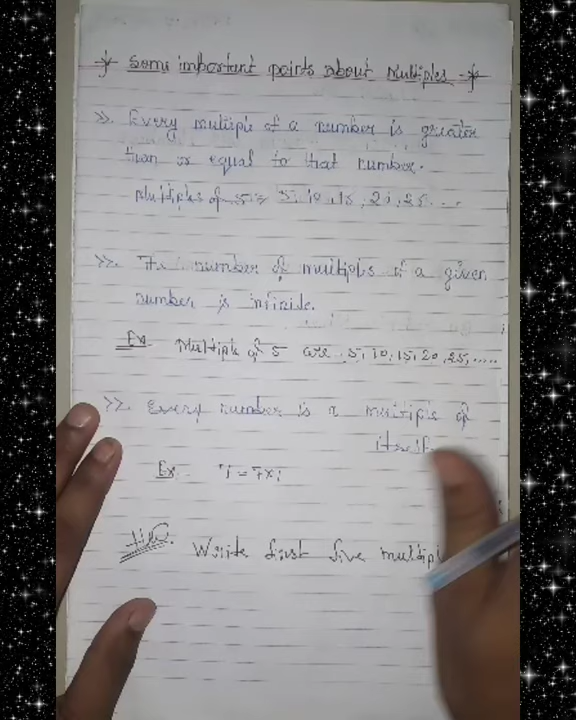 Some important points about Multiples
>> Every multiple of a number is greater
than or equal to that number.
Multiples of 5 = 5, 10, 15, 20, 25....
>> The number of multiples of a given
number is infinite.
Ex. Multiple of 5 are 5, 10, 15, 20, 25,.....
>> Every number is a multiple of
itself.
Ex. 7 = 7×1
H.W. Write first five multipl